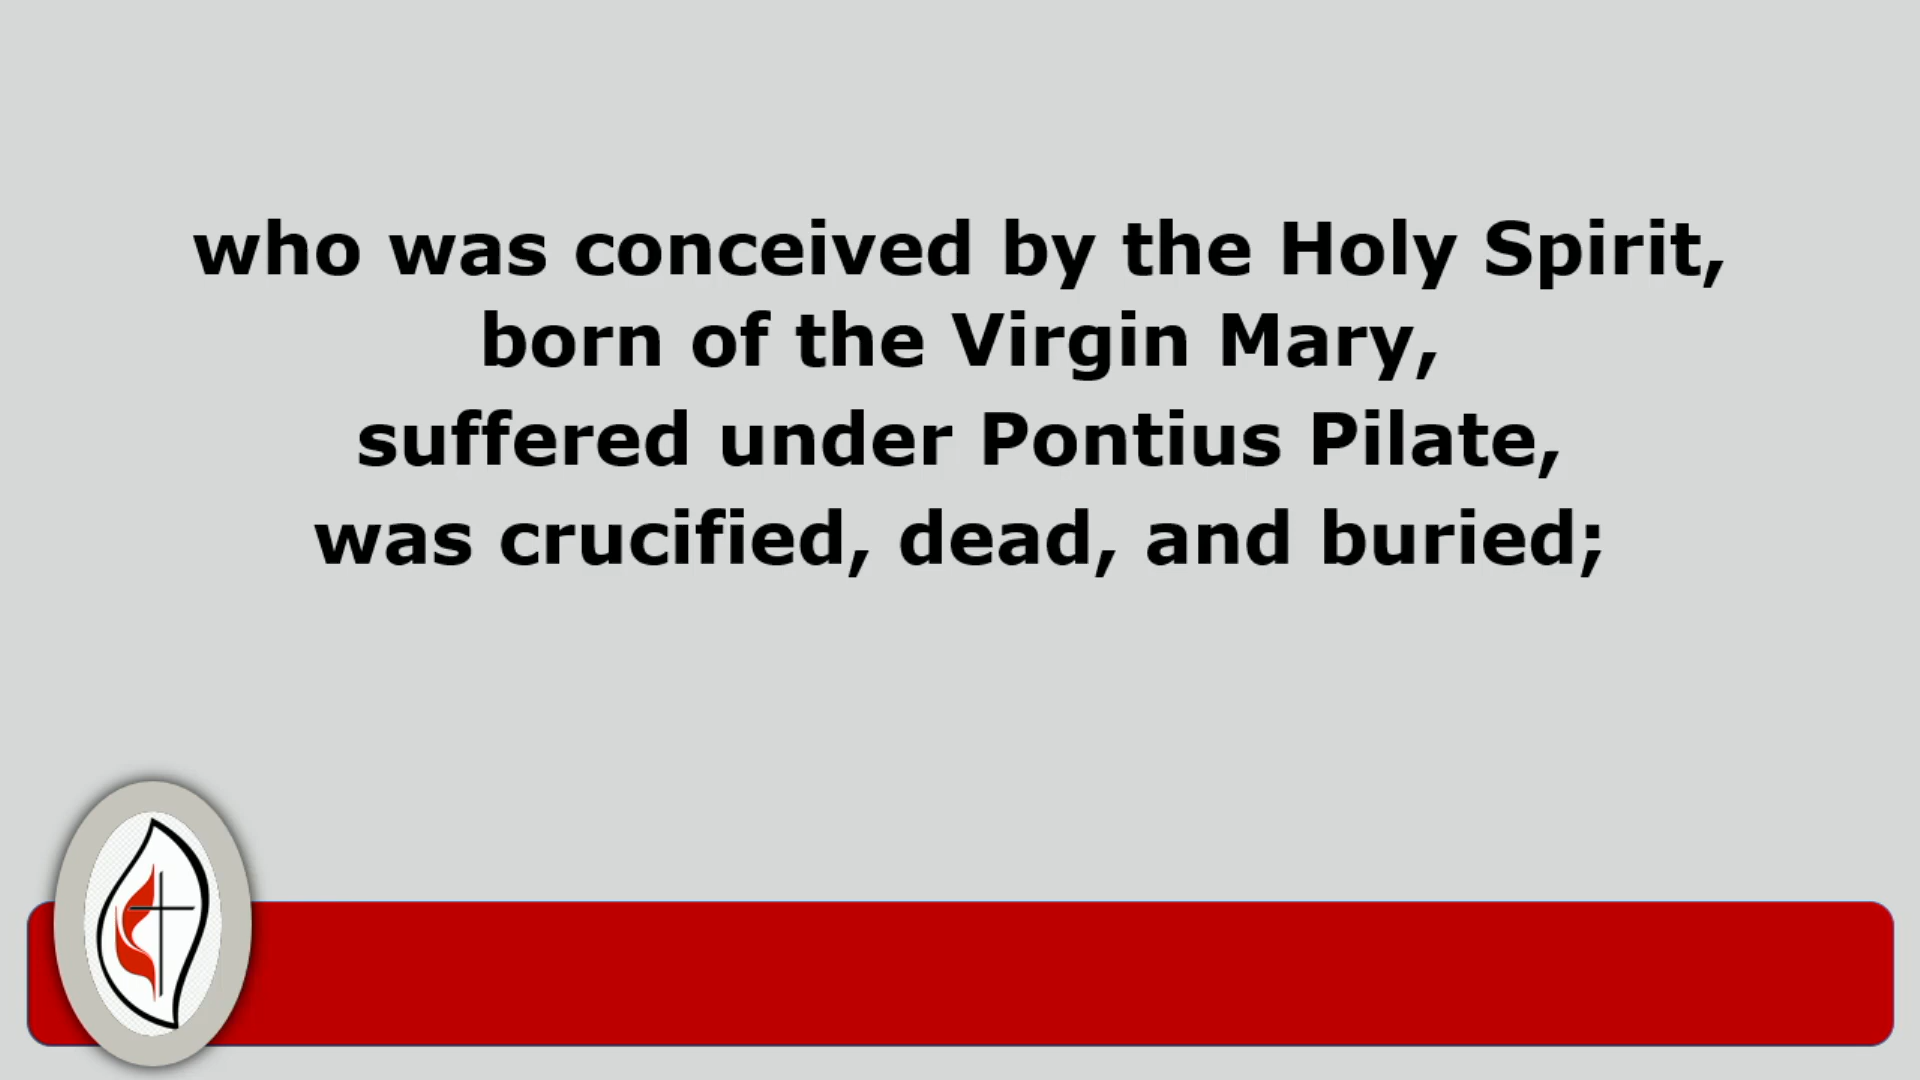 who was conceived by the Holy Spirit,
born of the Virgin Mary,
suffered under Pontius Pilate,
was crucified, dead, and buried;